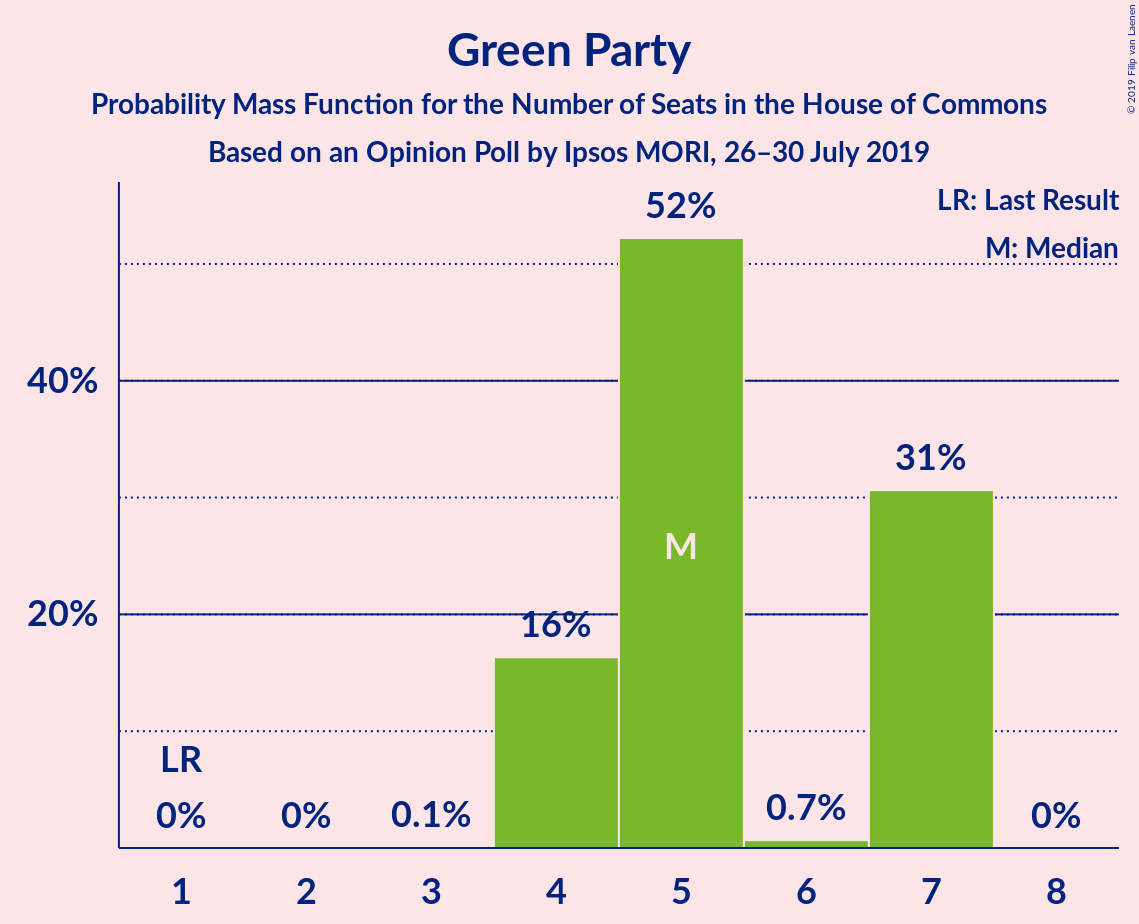 Green Party
Probability Mass Function for the Number of Seats in the House of Commons
Based on an Opinion Poll by Ipsos MORI, 26–30 July 2019
© 2019 Filip van Laenen
LR: Last Result
M: Median
52%
40%
31%
M
20%
16%
LR
0%
0%
0.1%
0.7%
0%
1 2 3 4 5 6 7 8